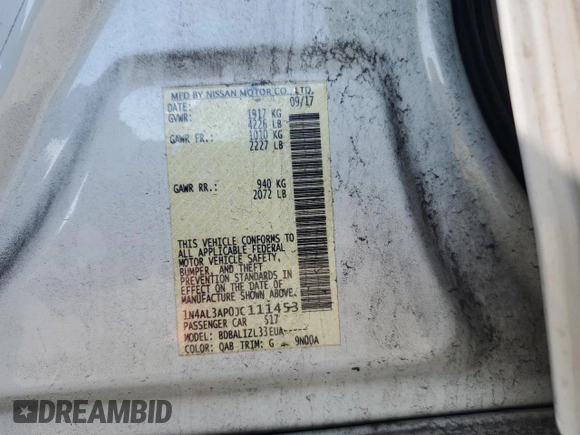 MFD BY NISSAN MOTOR CO., LTD.
DATE: 09/17
GVWR: 1917 KG
4226 LB
GAWR FR.: 1010 KG
2227 LB
GAWR RR.: 940 KG
2072 LB
THIS VEHICLE CONFORMS TO
ALL APPLICABLE FEDERAL
MOTOR VEHICLE SAFETY,
BUMPER, AND THEFT
PREVENTION STANDARDS IN
EFFECT ON THE DATE OF
MANUFACTURE SHOWN ABOVE.
1N4AL3AP0JC111453
PASSENGER CAR S17
MODEL: BDBALIZL33EUA-----
COLOR: QAB TRIM: G - 9N00A
DREAMBID